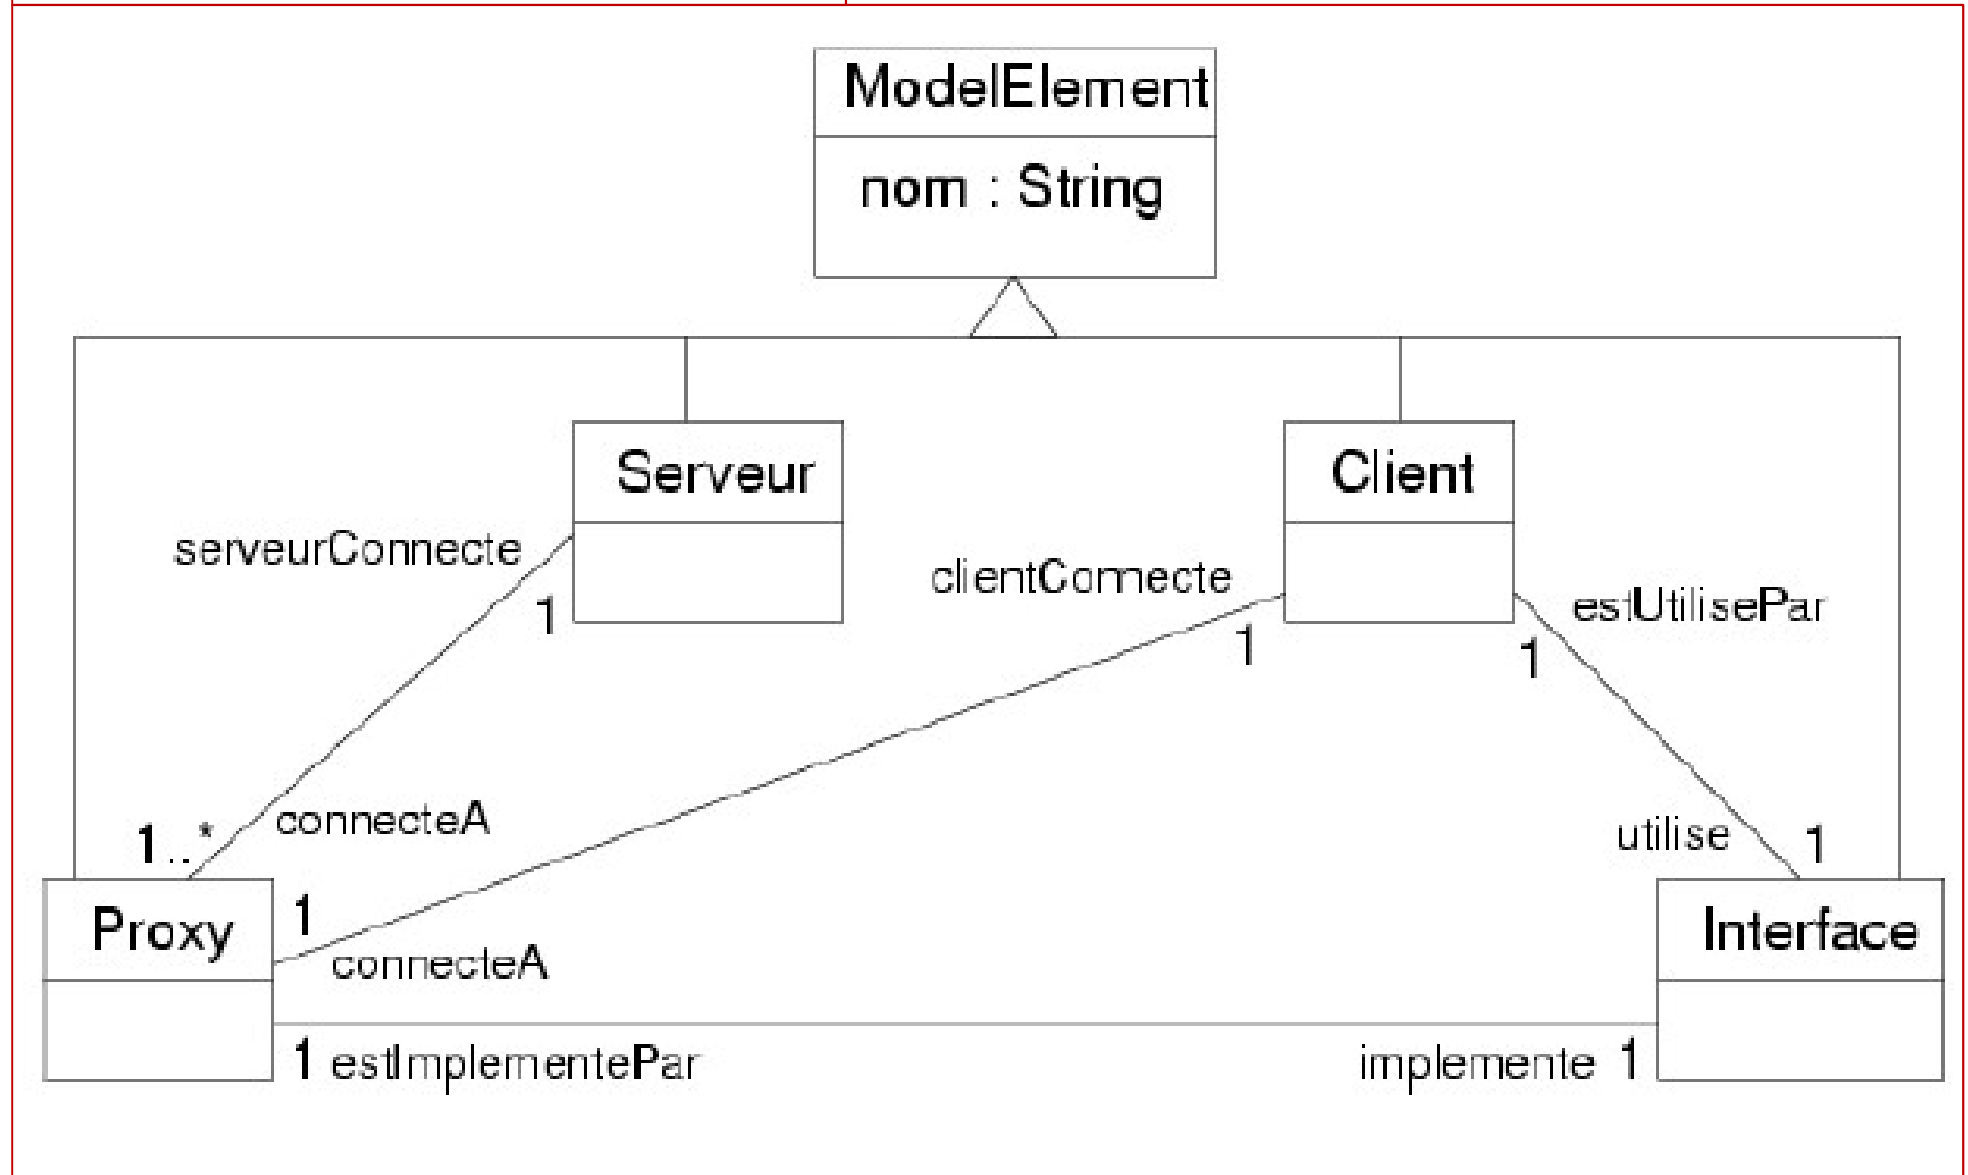 ModelElement
nom : String
Serveur
Client
serveurConnecte
1
clientConnecte
1
estUtilisePar
1
1..*
connecteA
utilise
1
Proxy
1
connecteA
Interface
1 estImplementePar
implemente 1